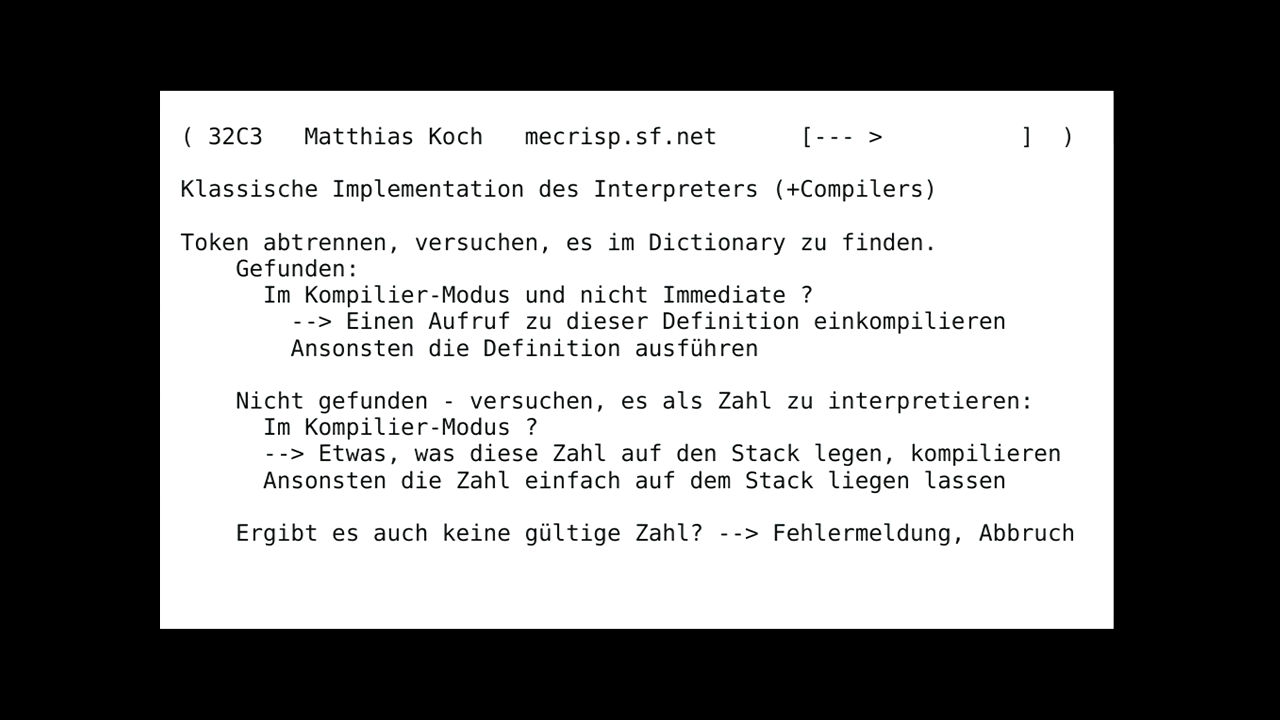 ( 32C3   Matthias Koch   mecrisp.sf.net      [--- >          ]  )
Klassische Implementation des Interpreters (+Compilers)
Token abtrennen, versuchen, es im Dictionary zu finden.
Gefunden:
Im Kompilier-Modus und nicht Immediate ?
--> Einen Aufruf zu dieser Definition einkompilieren
Ansonsten die Definition ausführen
Nicht gefunden - versuchen, es als Zahl zu interpretieren:
Im Kompilier-Modus ?
--> Etwas, was diese Zahl auf den Stack legen, kompilieren
Ansonsten die Zahl einfach auf dem Stack liegen lassen
Ergibt es auch keine gültige Zahl? --> Fehlermeldung, Abbruch